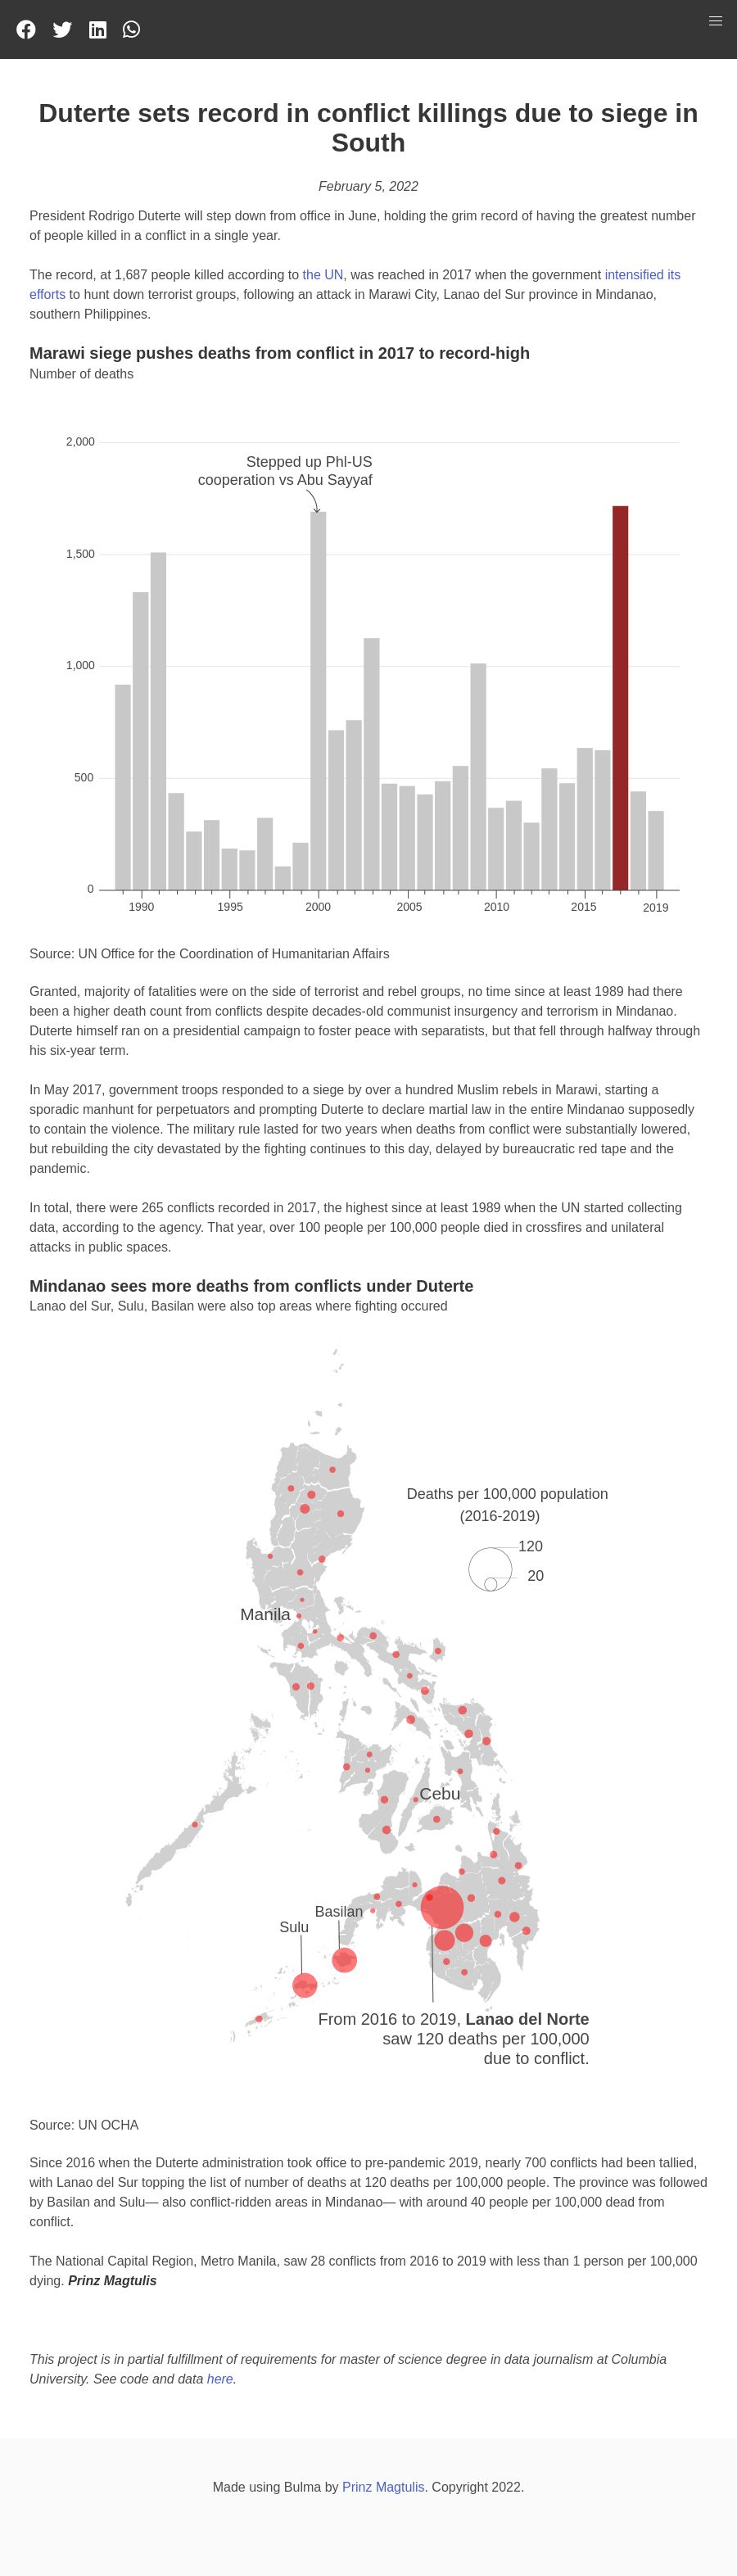 Duterte sets record in conflict killings due to siege in
South
February 5, 2022
President Rodrigo Duterte will step down from office in June, holding the grim record of having the greatest number
of people killed in a conflict in a single year.
The record, at 1,687 people killed according to the UN, was reached in 2017 when the government intensified its
efforts to hunt down terrorist groups, following an attack in Marawi City, Lanao del Sur province in Mindanao,
southern Philippines.
Marawi siege pushes deaths from conflict in 2017 to record-high
Number of deaths
2,000
Stepped up Phl-US
cooperation vs Abu Sayyaf
1,500
1,000
500
0
1990 1995 2000 2005 2010 2015 2019
Source: UN Office for the Coordination of Humanitarian Affairs
Granted, majority of fatalities were on the side of terrorist and rebel groups, no time since at least 1989 had there
been a higher death count from conflicts despite decades-old communist insurgency and terrorism in Mindanao.
Duterte himself ran on a presidential campaign to foster peace with separatists, but that fell through halfway through
his six-year term.
In May 2017, government troops responded to a siege by over a hundred Muslim rebels in Marawi, starting a
sporadic manhunt for perpetuators and prompting Duterte to declare martial law in the entire Mindanao supposedly
to contain the violence. The military rule lasted for two years when deaths from conflict were substantially lowered,
but rebuilding the city devastated by the fighting continues to this day, delayed by bureaucratic red tape and the
pandemic.
In total, there were 265 conflicts recorded in 2017, the highest since at least 1989 when the UN started collecting
data, according to the agency. That year, over 100 people per 100,000 people died in crossfires and unilateral
attacks in public spaces.
Mindanao sees more deaths from conflicts under Duterte
Lanao del Sur, Sulu, Basilan were also top areas where fighting occured
Deaths per 100,000 population
(2016-2019)
120
20
Manila
Cebu
Basilan
Sulu
From 2016 to 2019, Lanao del Norte
saw 120 deaths per 100,000
due to conflict.
Source: UN OCHA
Since 2016 when the Duterte administration took office to pre-pandemic 2019, nearly 700 conflicts had been tallied,
with Lanao del Sur topping the list of number of deaths at 120 deaths per 100,000 people. The province was followed
by Basilan and Sulu— also conflict-ridden areas in Mindanao— with around 40 people per 100,000 dead from
conflict.
The National Capital Region, Metro Manila, saw 28 conflicts from 2016 to 2019 with less than 1 person per 100,000
dying. Prinz Magtulis
This project is in partial fulfillment of requirements for master of science degree in data journalism at Columbia
University. See code and data here.
Made using Bulma by Prinz Magtulis. Copyright 2022.